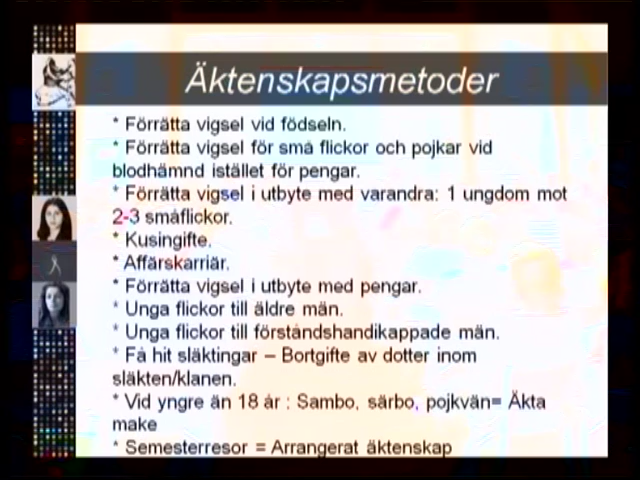 Äktenskapsmetoder
* Förrätta vigsel vid födseln.
* Förrätta vigsel för små flickor och pojkar vid
blodhämnd istället för pengar.
* Förrätta vigsel i utbyte med varandra: 1 ungdom mot
2-3 småflickor.
* Kusingifte.
* Affärskarriär.
* Förrätta vigsel i utbyte med pengar.
* Unga flickor till äldre män.
* Unga flickor till förståndshandikappade män.
* Få hit släktingar – Bortgifte av dotter inom
släkten/klanen.
* Vid yngre än 18 år : Sambo, särbo, pojkvän= Äkta
make
* Semesterresor = Arrangerat äktenskap